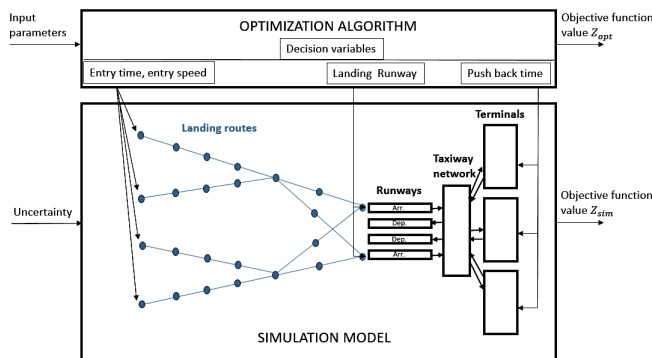 Input
parameters
OPTIMIZATION ALGORITHM
Objective function
value Z_opt
Decision variables
Entry time, entry speed
Landing Runway
Push back time
Landing routes
Terminals
Taxiway
network
Runways
Arr.
Dep.
Dep.
Arr.
Uncertainty
Objective function
value Z_sim
SIMULATION MODEL